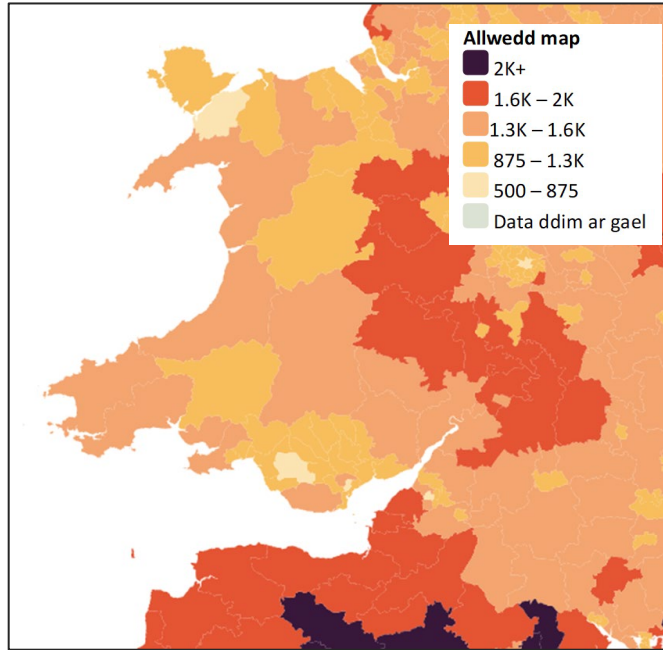 Allwedd map
2K+
1.6K – 2K
1.3K – 1.6K
875 – 1.3K
500 – 875
Data ddim ar gael